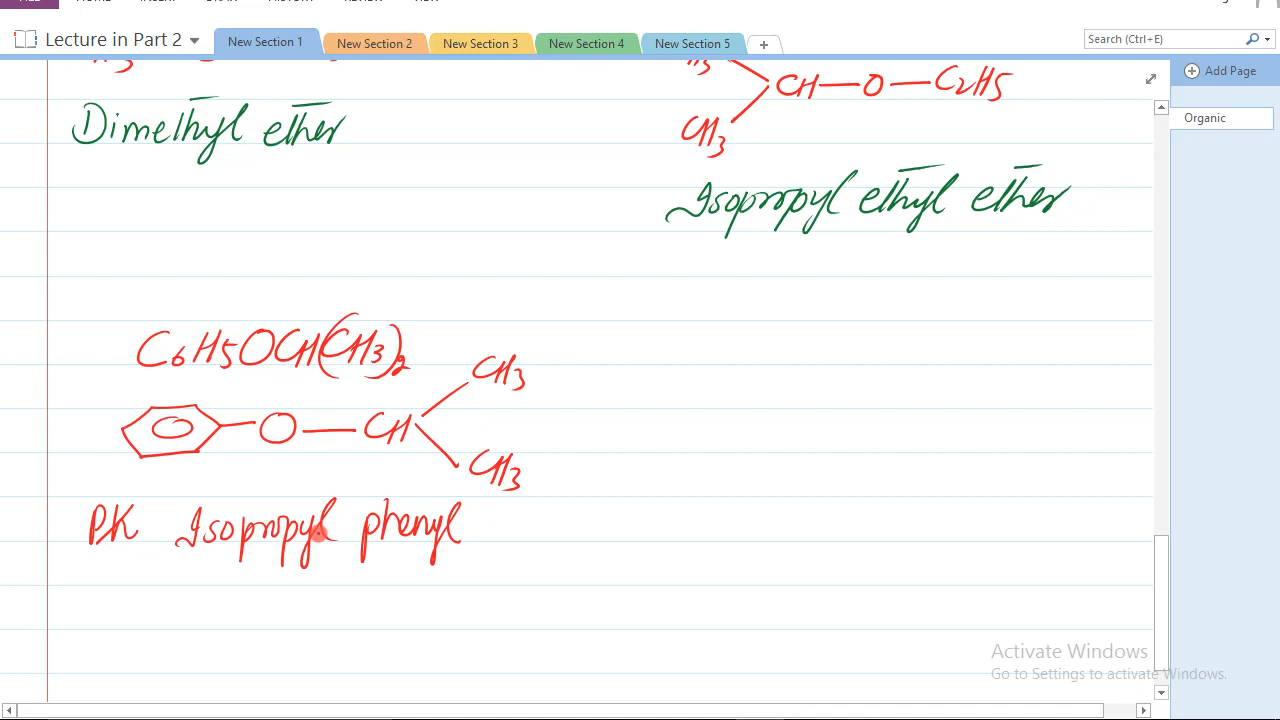 Lecture in Part 2
New Section 1
New Section 2
New Section 3
New Section 4
New Section 5
Search (Ctrl+E)
Add Page
Organic
CH—O—C2H5
CH3
Dimethyl ether
Isopropyl ethyl ether
C6H5OCH(CH3)2
CH3
O—CH
CH3
PK Isopropyl phenyl
Activate Windows
Go to Settings to activate Windows.